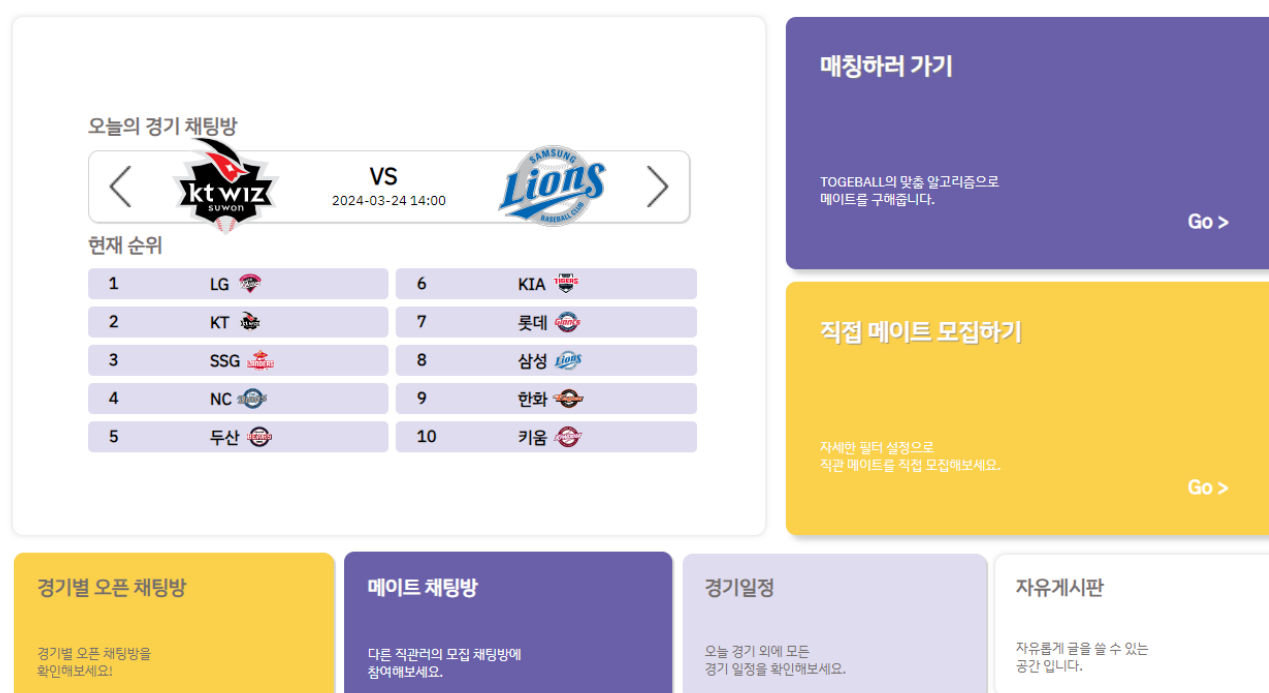 오늘의 경기 채팅방
kt wiz
suwon
VS
2024-03-24 14:00
SAMSUNG
Lions
BASEBALL CLUB
현재 순위
1 LG
2 KT
3 SSG
4 NC
5 두산
6 KIA TIGERS
7 롯데 Giants
8 삼성 Lions
9 한화
10 키움
매칭하러 가기
TOGEBALL의 맞춤 알고리즘으로
메이트를 구해줍니다.
Go >
직접 메이트 모집하기
자세한 필터 설정으로
직관 메이트를 직접 모집해보세요.
Go >
경기별 오픈 채팅방
경기별 오픈 채팅방을
확인해보세요!
메이트 채팅방
다른 직관러의 모집 채팅방에
참여해보세요.
경기일정
오늘 경기 외에 모든
경기 일정을 확인해보세요.
자유게시판
자유롭게 글을 쓸 수 있는
공간 입니다.